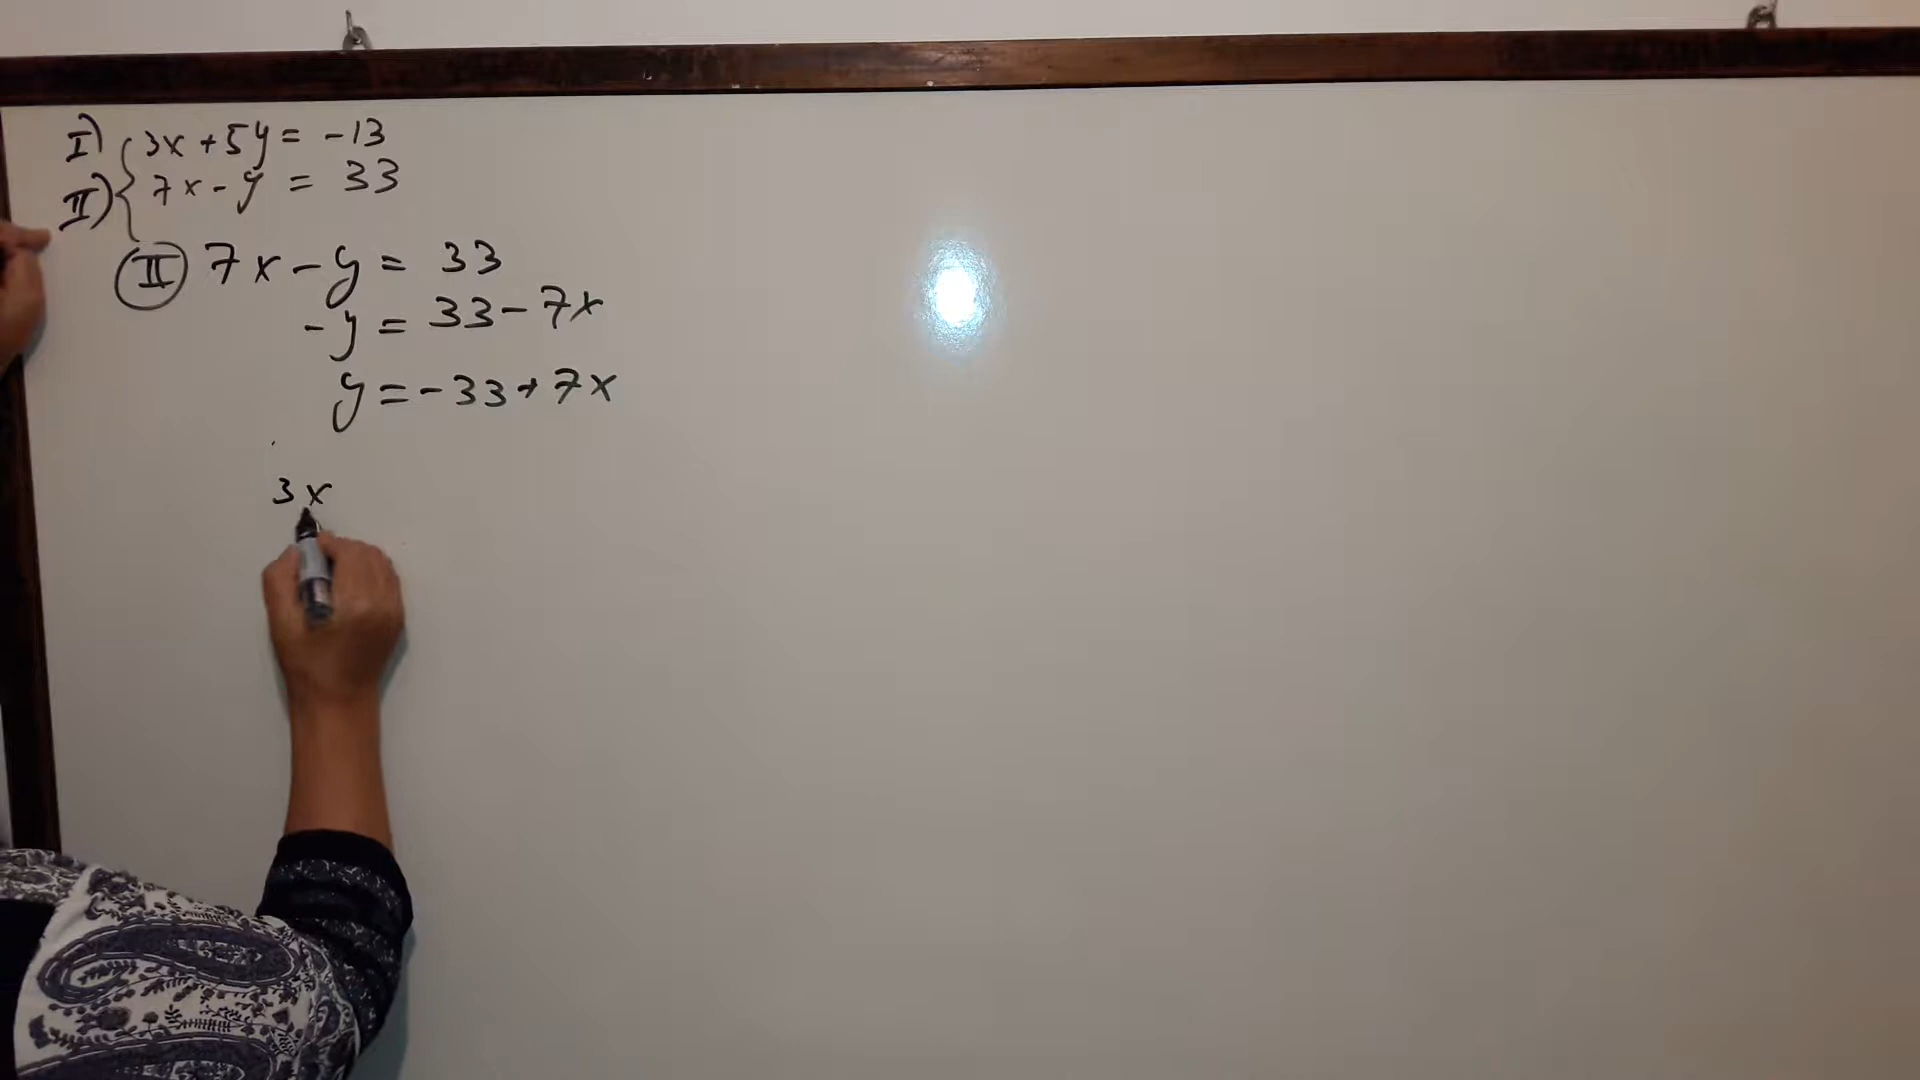 I) 3x + 5y = -13
II) 7x - y = 33
II 7x - y = 33
- y = 33 - 7x
y = - 33 + 7x
3x